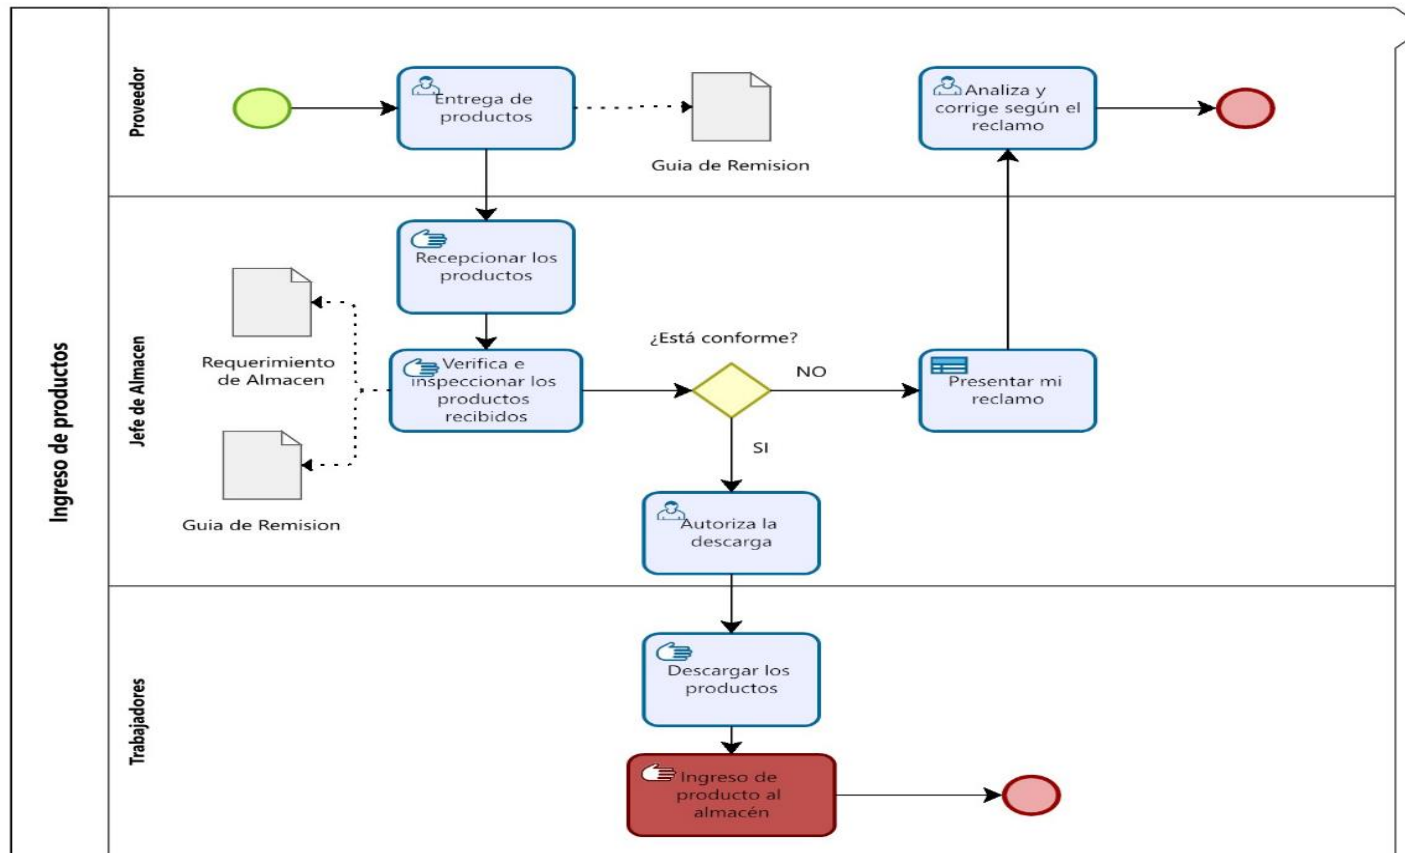 Ingreso de productos
Proveedor
Entrega de
productos
Guia de Remision
Analiza y
corrige según el
reclamo
Jefe de Almacen
Recepcionar los
productos
Requerimiento
de Almacen
Verifica e
inspeccionar los
productos
recibidos
¿Está conforme?
NO
Presentar mi
reclamo
SI
Guia de Remision
Autoriza la
descarga
Trabajadores
Descargar los
productos
Ingreso de
producto al
almacén